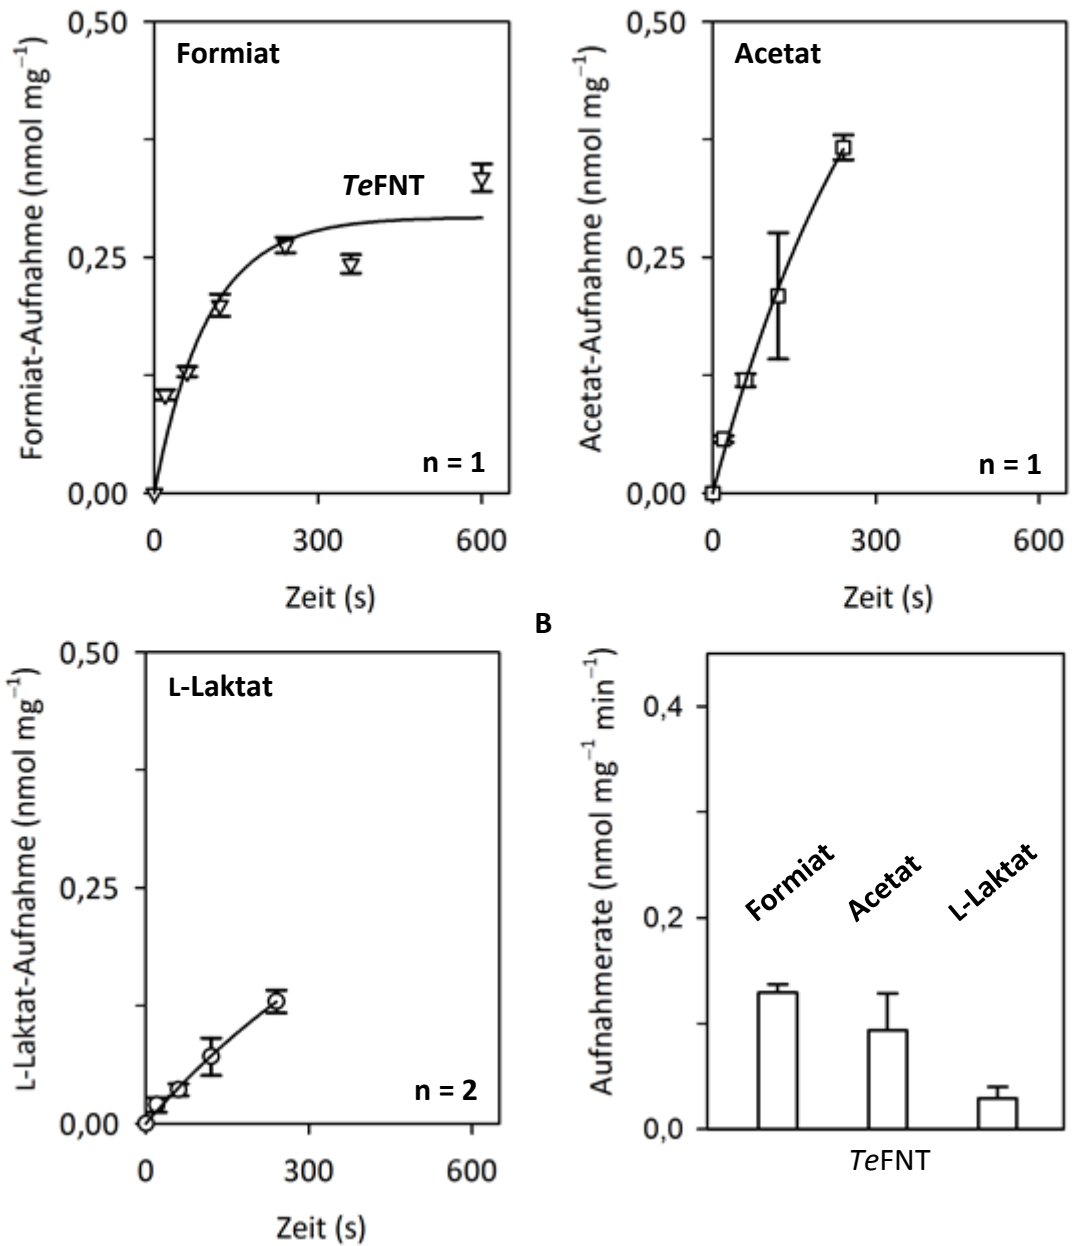 Formiat-Aufnahme (nmol mg⁻¹)
0,50
0,25
0,00
Formiat
TeFNT
n = 1
0 300 600
Zeit (s)
Acetat-Aufnahme (nmol mg⁻¹)
0,50
0,25
0,00
Acetat
n = 1
0 300 600
Zeit (s)
L-Laktat-Aufnahme (nmol mg⁻¹)
0,50
0,25
0,00
L-Laktat
n = 2
0 300 600
Zeit (s)
B
Aufnahmerate (nmol mg⁻¹ min⁻¹)
0,4
0,2
0,0
Formiat
Acetat
L-Laktat
TeFNT